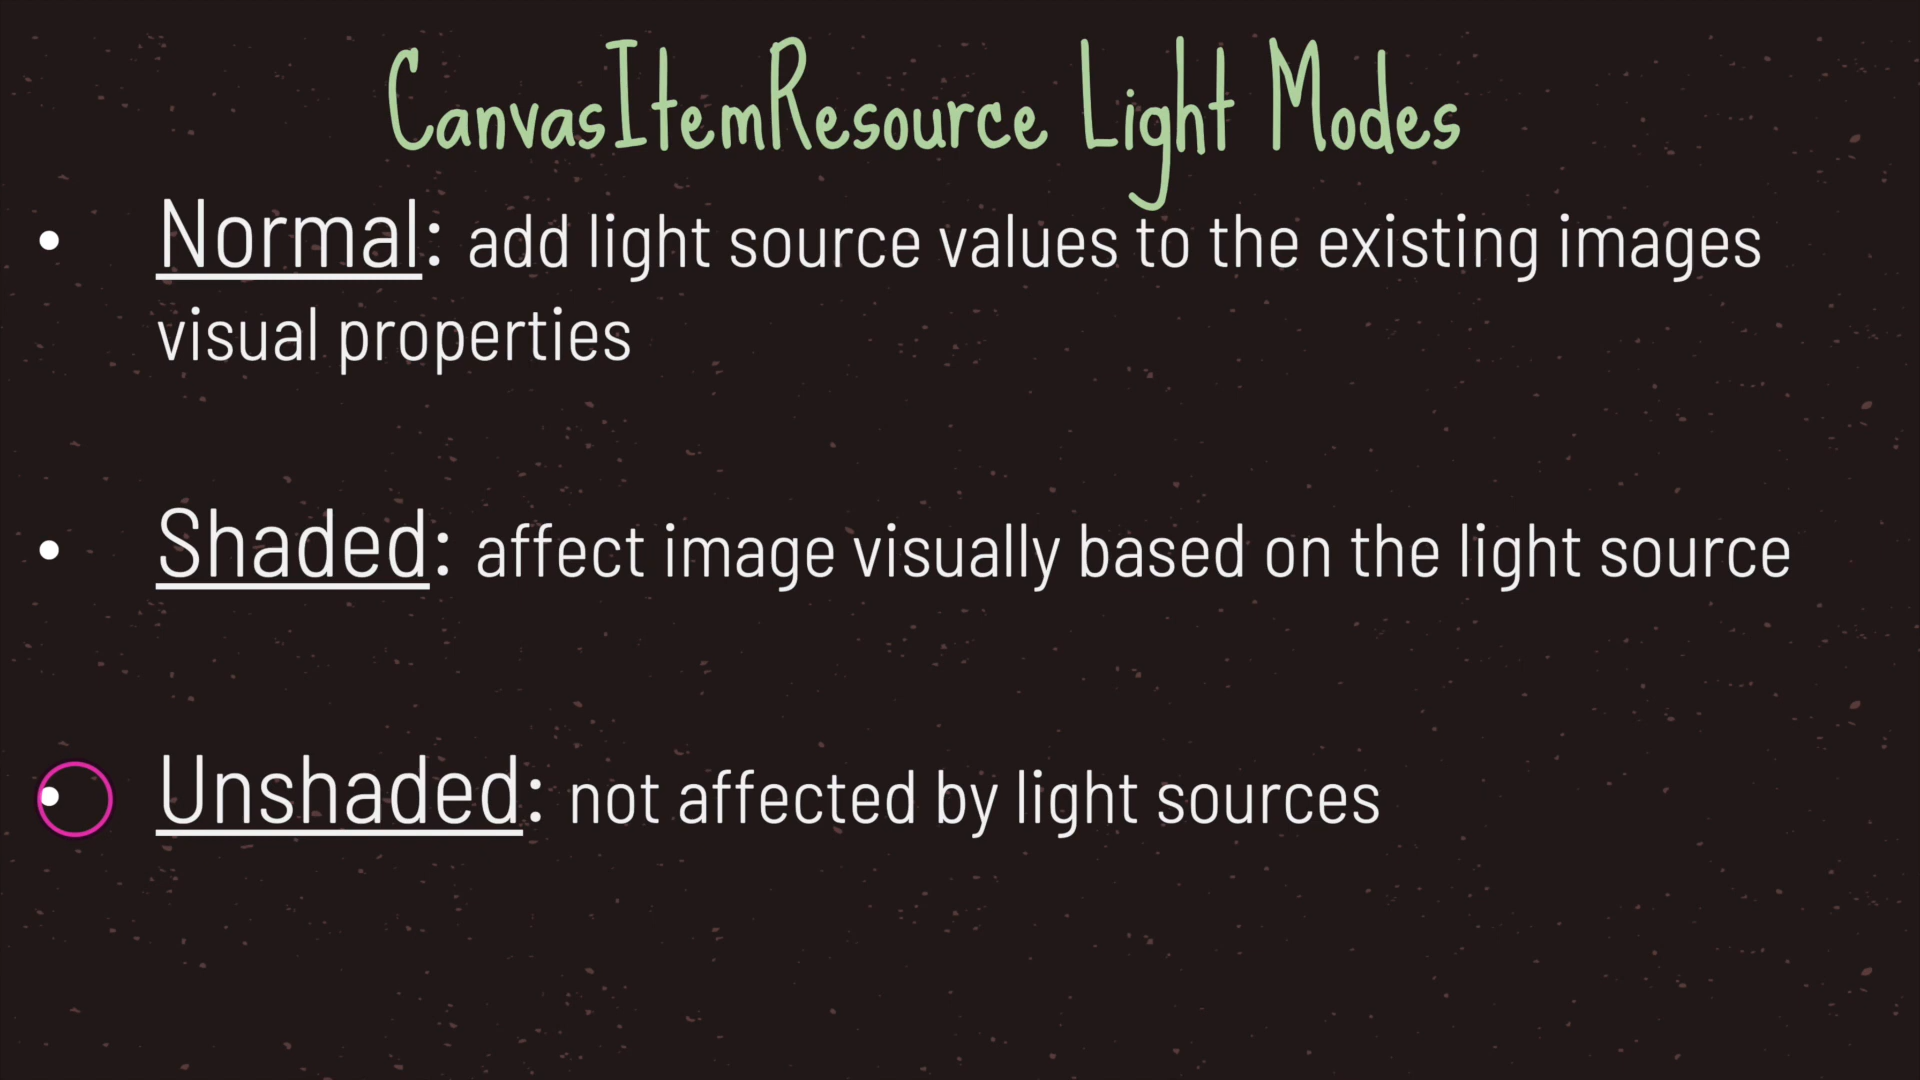 CanvasItemResource Light Modes
• Normal: add light source values to the existing images
visual properties
• Shaded: affect image visually based on the light source
• Unshaded: not affected by light sources